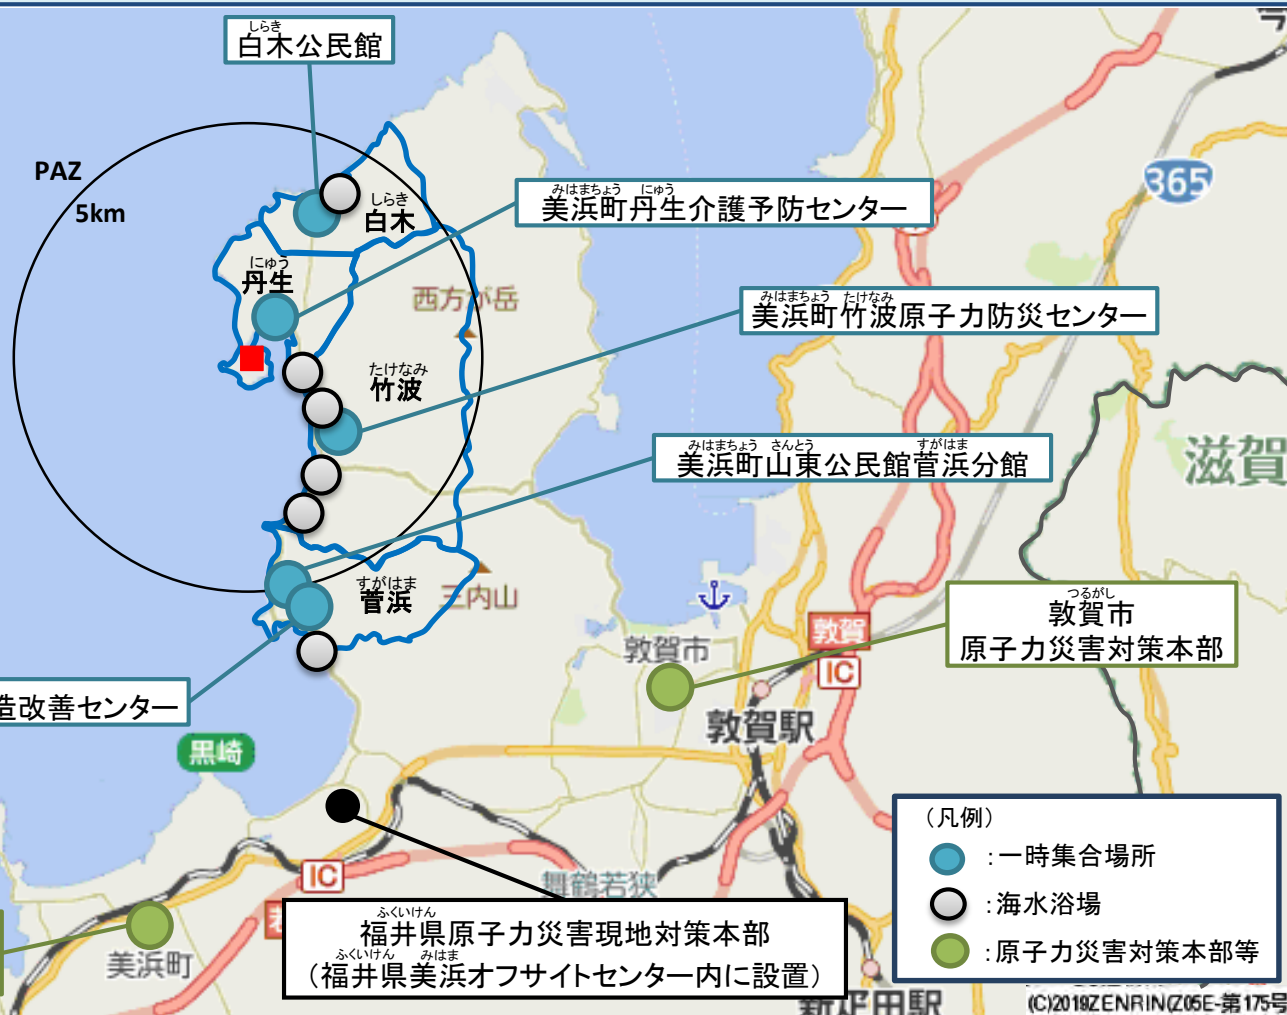 しらき
白木公民館
PAZ
5km
365
みはまちょう にゅう
美浜町丹生介護予防センター
しらき
白木
にゅう
丹生
西方が岳
みはまちょう たけなみ
美浜町竹波原子力防災センター
たけなみ
竹波
みはまちょう さんとう すがはま
美浜町山東公民館菅浜分館
滋賀
すがはま
菅浜
三内山
つるがし
敦賀市
原子力災害対策本部
敦賀
IC
敦賀市
造改善センター
敦賀駅
黒崎
IC
舞鶴若狭
美浜町
ふくいけん
福井県原子力災害現地対策本部
ふくいけん みはま
(福井県美浜オフサイトセンター内に設置)
(凡例)
:一時集合場所
:海水浴場
:原子力災害対策本部等
新疋田駅
(C)2019ZENRIN(Z05E-第175号